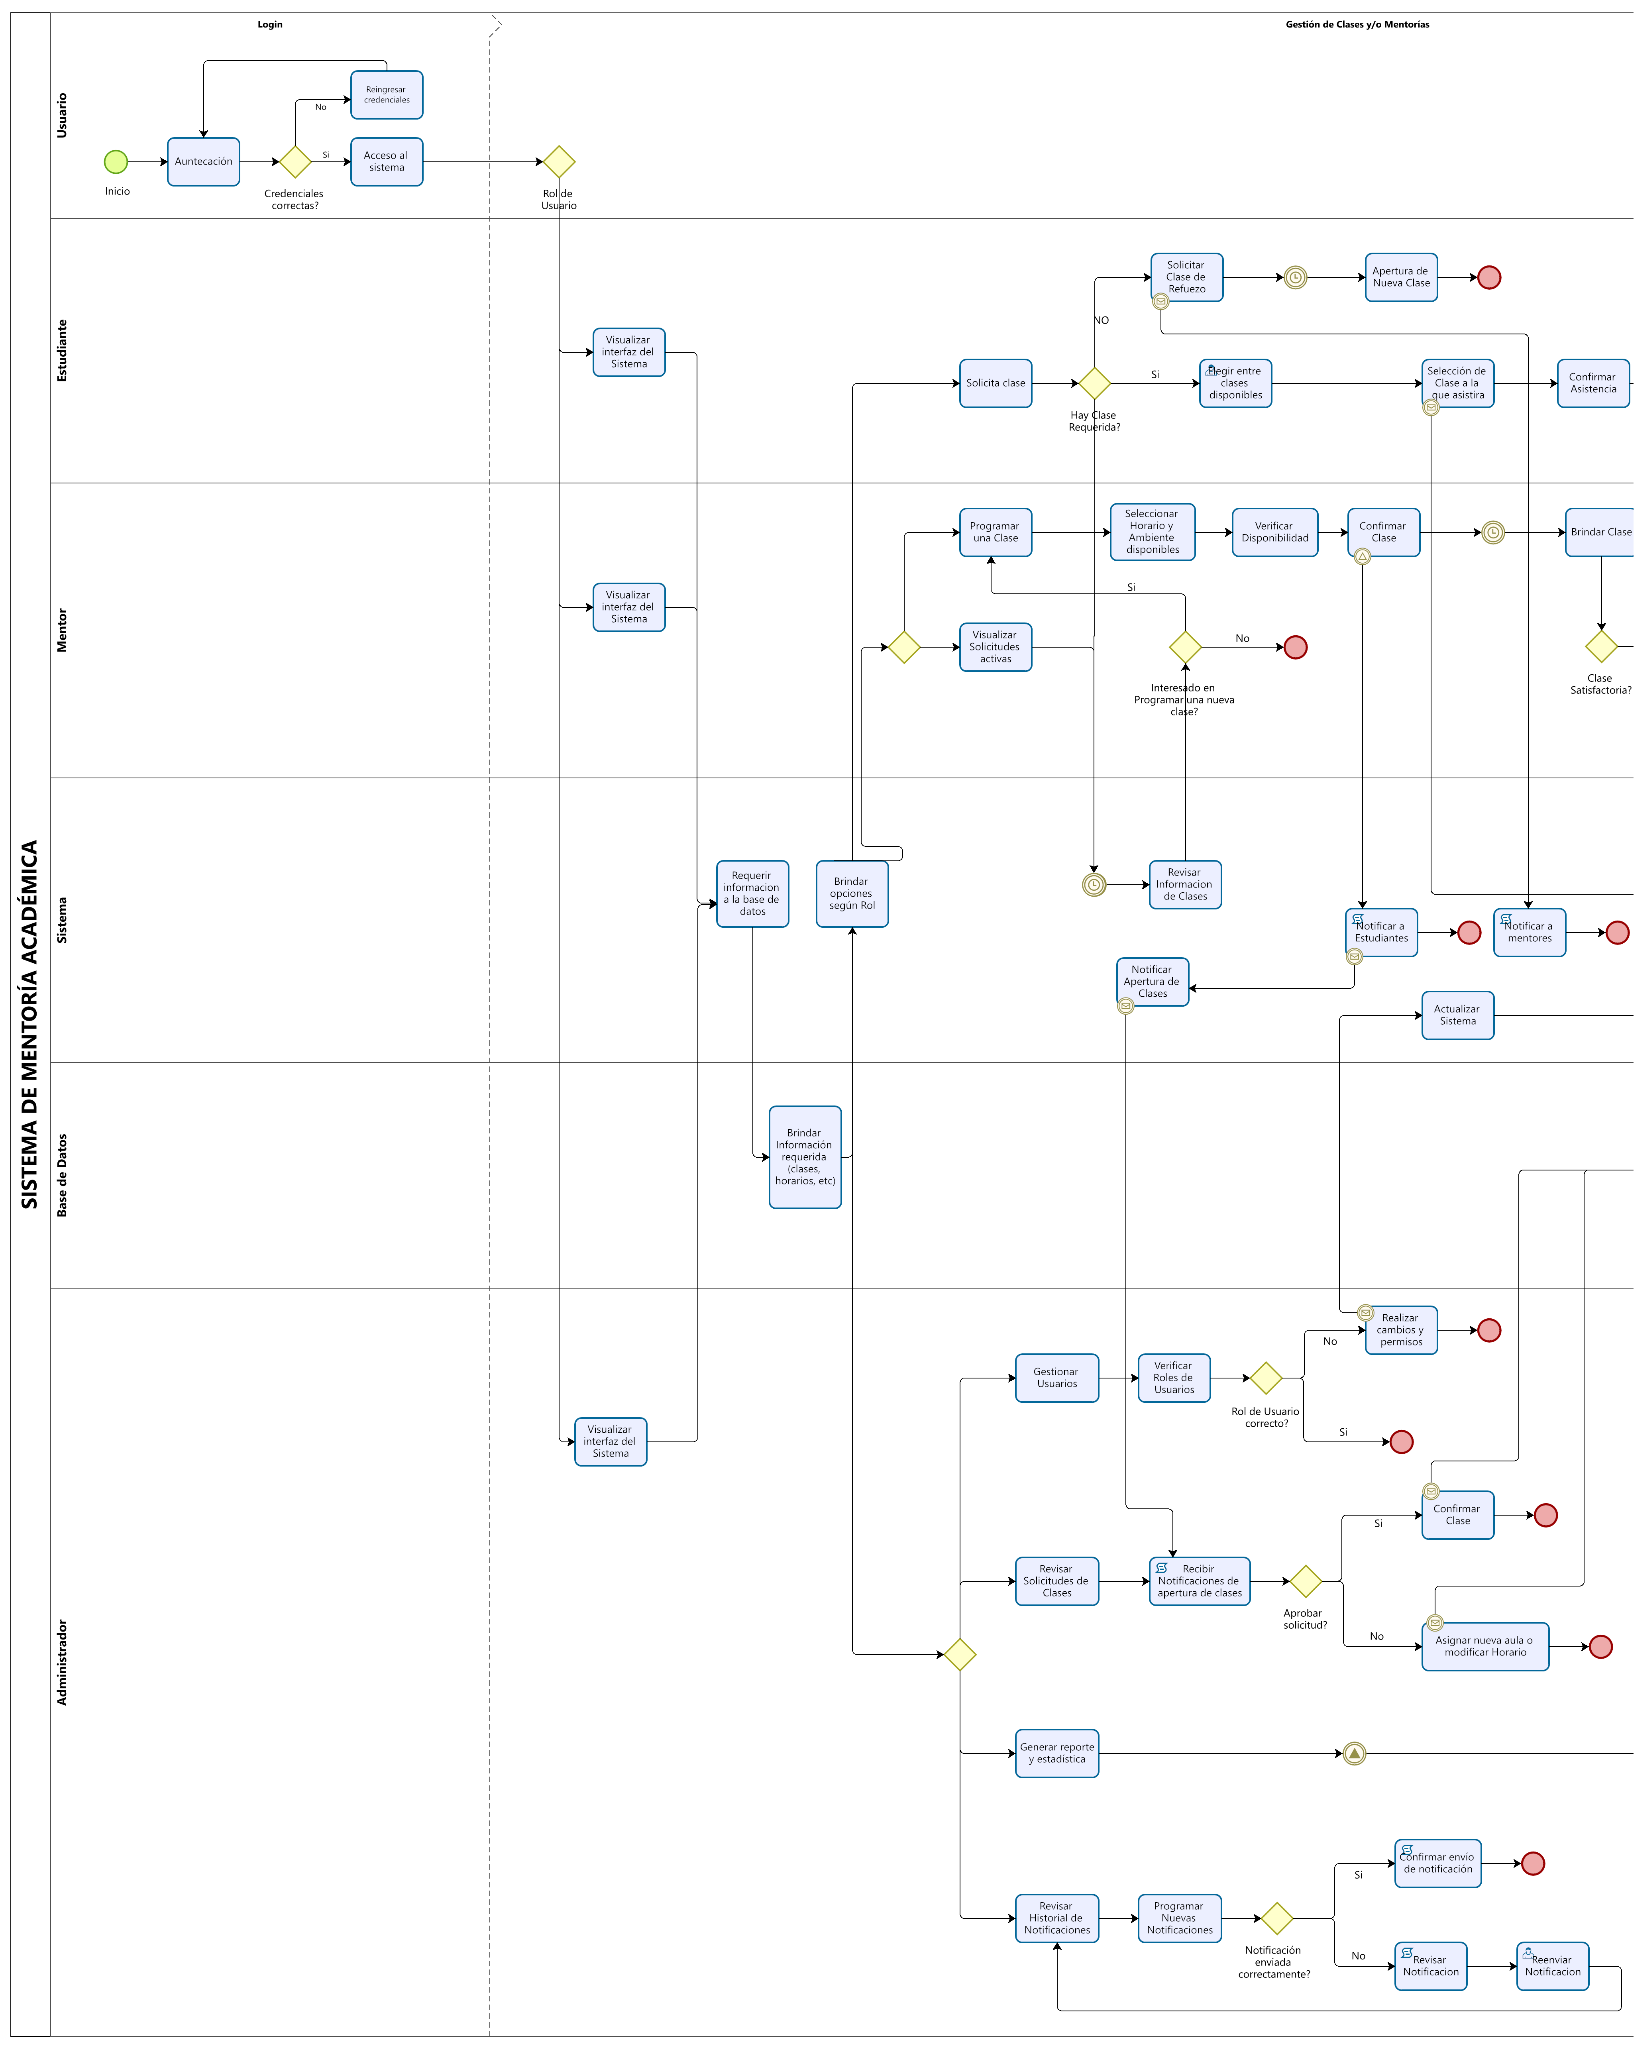 Login
Gestión de Clases y/o Mentorías
SISTEMA DE MENTORÍA ACADÉMICA
Usuario
Reingresar
credenciales
No
Auntecación
Si
Acceso al
sistema
Inicio
Credenciales
correctas?
Rol de
Usuario
Estudiante
Solicitar
Clase de
Refuezo
Apertura de
Nueva Clase
NO
Visualizar
interfaz del
Sistema
Solicita clase
Si
Elegir entre
clases
disponibles
Selección de
Clase a la
que asistira
Confirmar
Asistencia
Hay Clase
Requerida?
Mentor
Programar
una Clase
Seleccionar
Horario y
Ambiente
disponibles
Verificar
Disponibilidad
Confirmar
Clase
Brindar Clase
Si
Visualizar
interfaz del
Sistema
Visualizar
Solicitudes
activas
No
Interesado en
Programar una nueva
clase?
Clase
Satisfactoria?
Sistema
Requerir
informacion
a la base de
datos
Brindar
opciones
según Rol
Revisar
Informacion
de Clases
Notificar a
Estudiantes
Notificar a
mentores
Notificar
Apertura de
Clases
Actualizar
Sistema
Base de Datos
Brindar
Información
requerida
(clases,
horarios, etc)
Administrador
Realizar
cambios y
permisos
No
Gestionar
Usuarios
Verificar
Roles de
Usuarios
Rol de Usuario
correcto?
Si
Visualizar
interfaz del
Sistema
Confirmar
Clase
Si
Revisar
Solicitudes de
Clases
Recibir
Notificaciones de
apertura de clases
Aprobar
solicitud?
No
Asignar nueva aula o
modificar Horario
Generar reporte
y estadistica
Confirmar envío
de notificación
Si
Revisar
Historial de
Notificaciones
Programar
Nuevas
Notificaciones
Notificación
enviada
correctamente?
No
Revisar
Notificacion
Reenviar
Notificacion